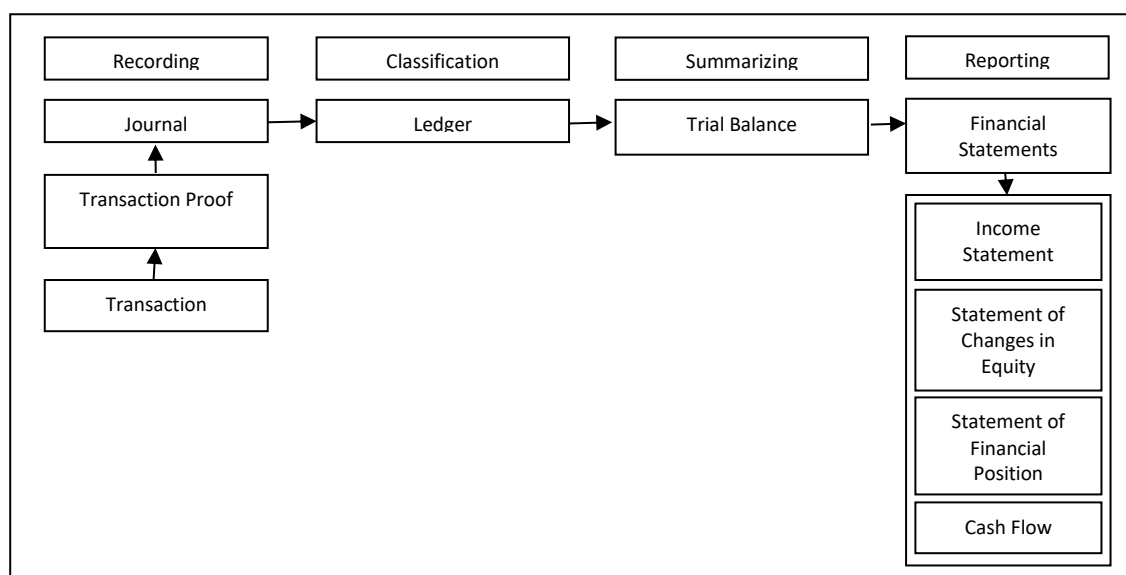 Recording
Classification
Summarizing
Reporting
Journal
Ledger
Trial Balance
Financial
Statements
Transaction Proof
Transaction
Income
Statement
Statement of
Changes in
Equity
Statement of
Financial
Position
Cash Flow